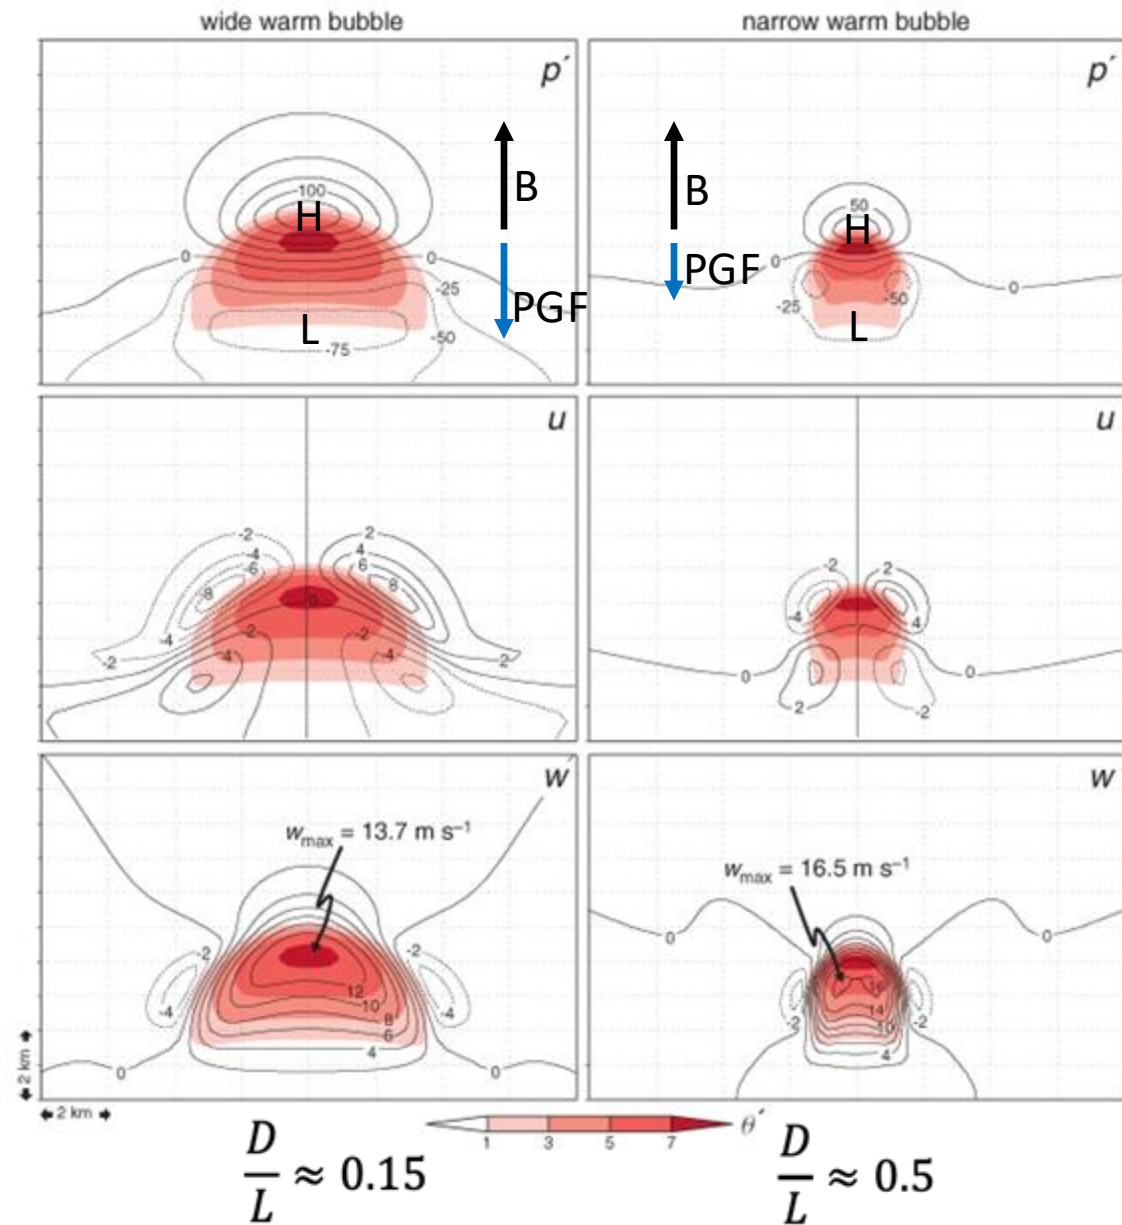 wide warm bubble
narrow warm bubble
p´
100
H
B
0
0
-25
PGF
L
-50
-75
p´
B
50
H
0
PGF
0
-25
-50
L
u
-2
2
-4
4
-6
6
-8
8
0
-2
-2
-4
-4
-4
-2
2
u
-2
2
-4
4
0
0
2
-2
w
wmax = 13.7 m s–1
-2
-2
12
-4
10
-4
8
6
4
0
0
w
wmax = 16.5 m s–1
0
0
16
14
-2
10
-2
4
2 km
2 km
1
3
5
7
θ´
D/L ≈ 0.15
D/L ≈ 0.5